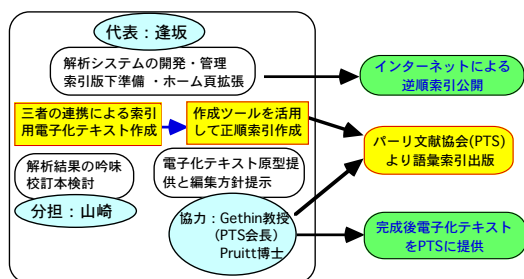 代表：逢坂
解析システムの開発・管理
索引版下準備 ・ホーム頁拡張
インターネットによる
逆順索引公開
三者の連携による索引
用電子化テキスト作成
作成ツールを活用
して正順索引作成
パーリ文献協会(PTS)
より語彙索引出版
解析結果の吟味
校訂本検討
電子化テキスト原型提
供と編集方針提示
分担：山崎
協力：Gethin教授
(PTS会長)
Pruitt博士
完成後電子化テキスト
をPTSに提供